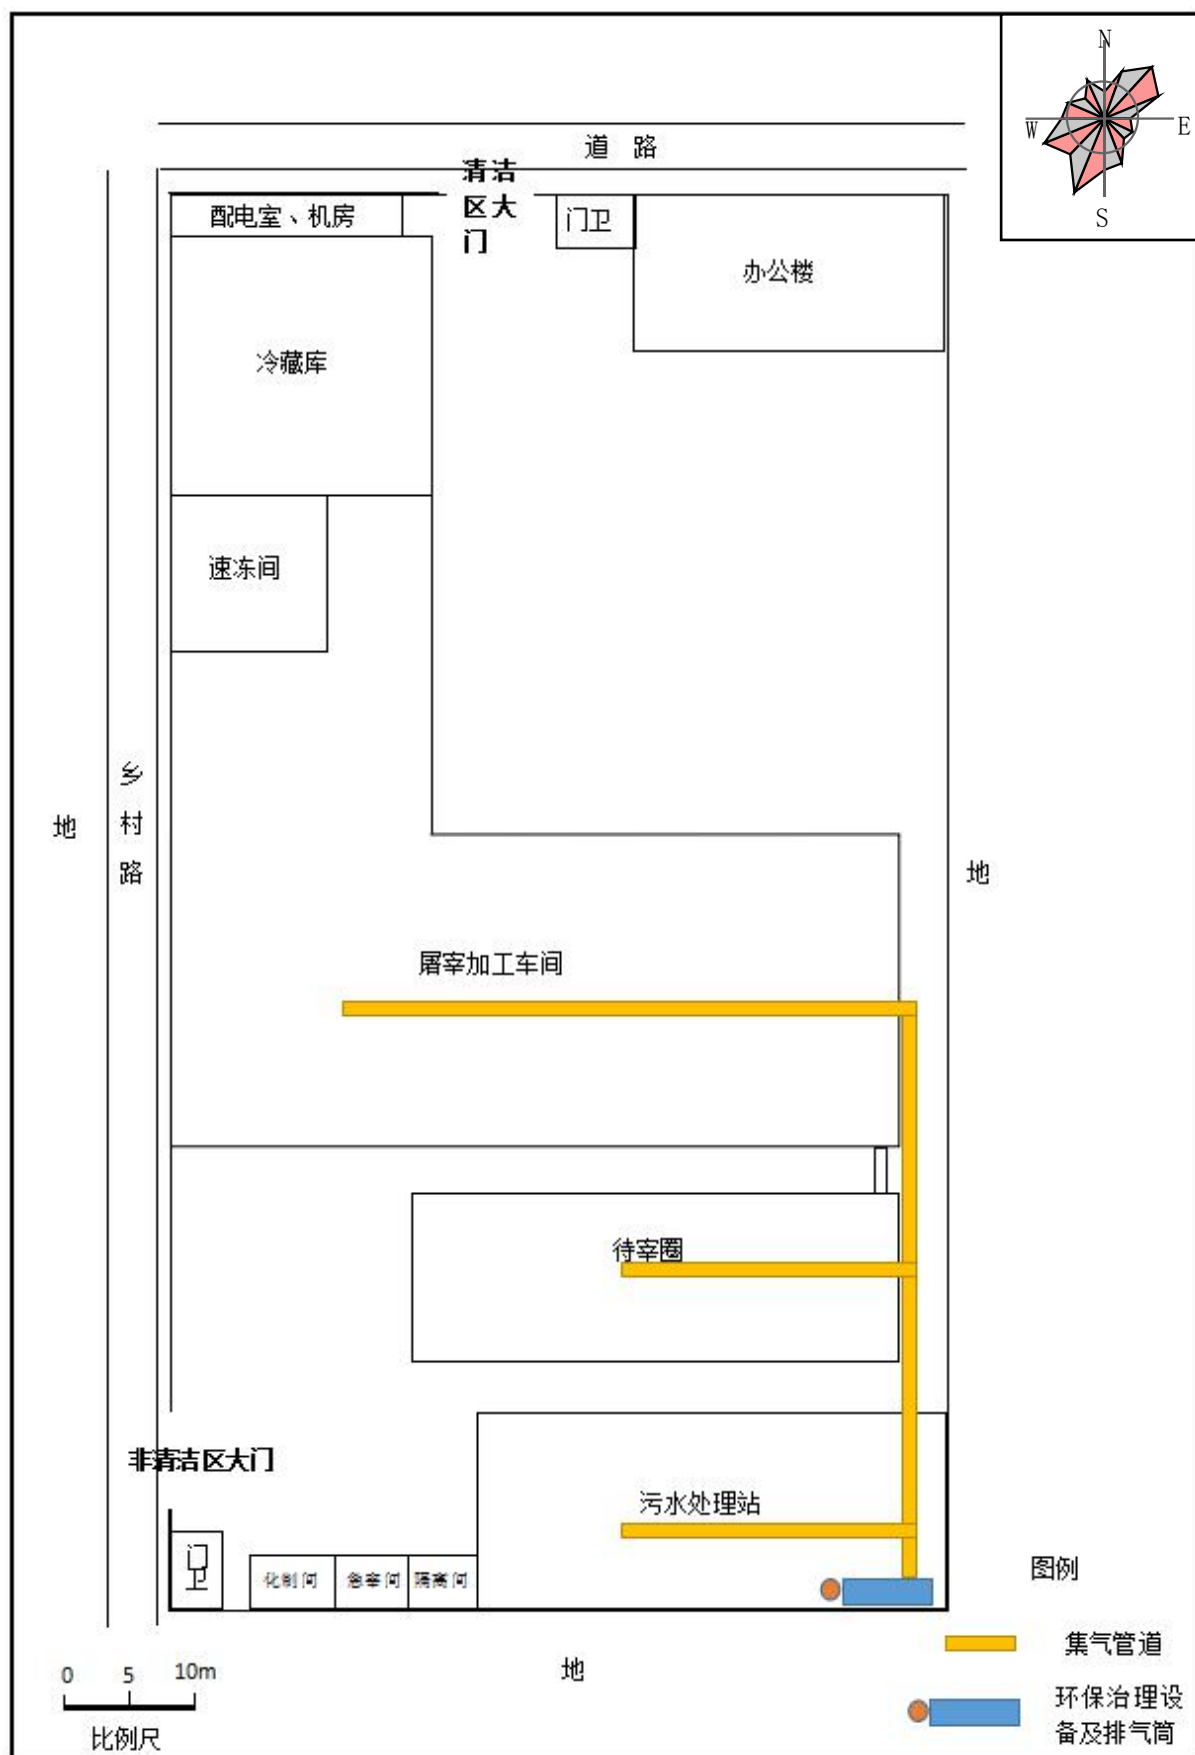 N
W
E
S
道 路
清洁
区大
门
配电室、机房
门卫
办公楼
冷藏库
速冻间
乡
村
路
地
地
屠宰加工车间
待宰圈
非清洁区大门
污水处理站
门
卫
化制间
急宰间
隔离间
图例
集气管道
环保治理设
备及排气筒
地
0 5 10m
比例尺